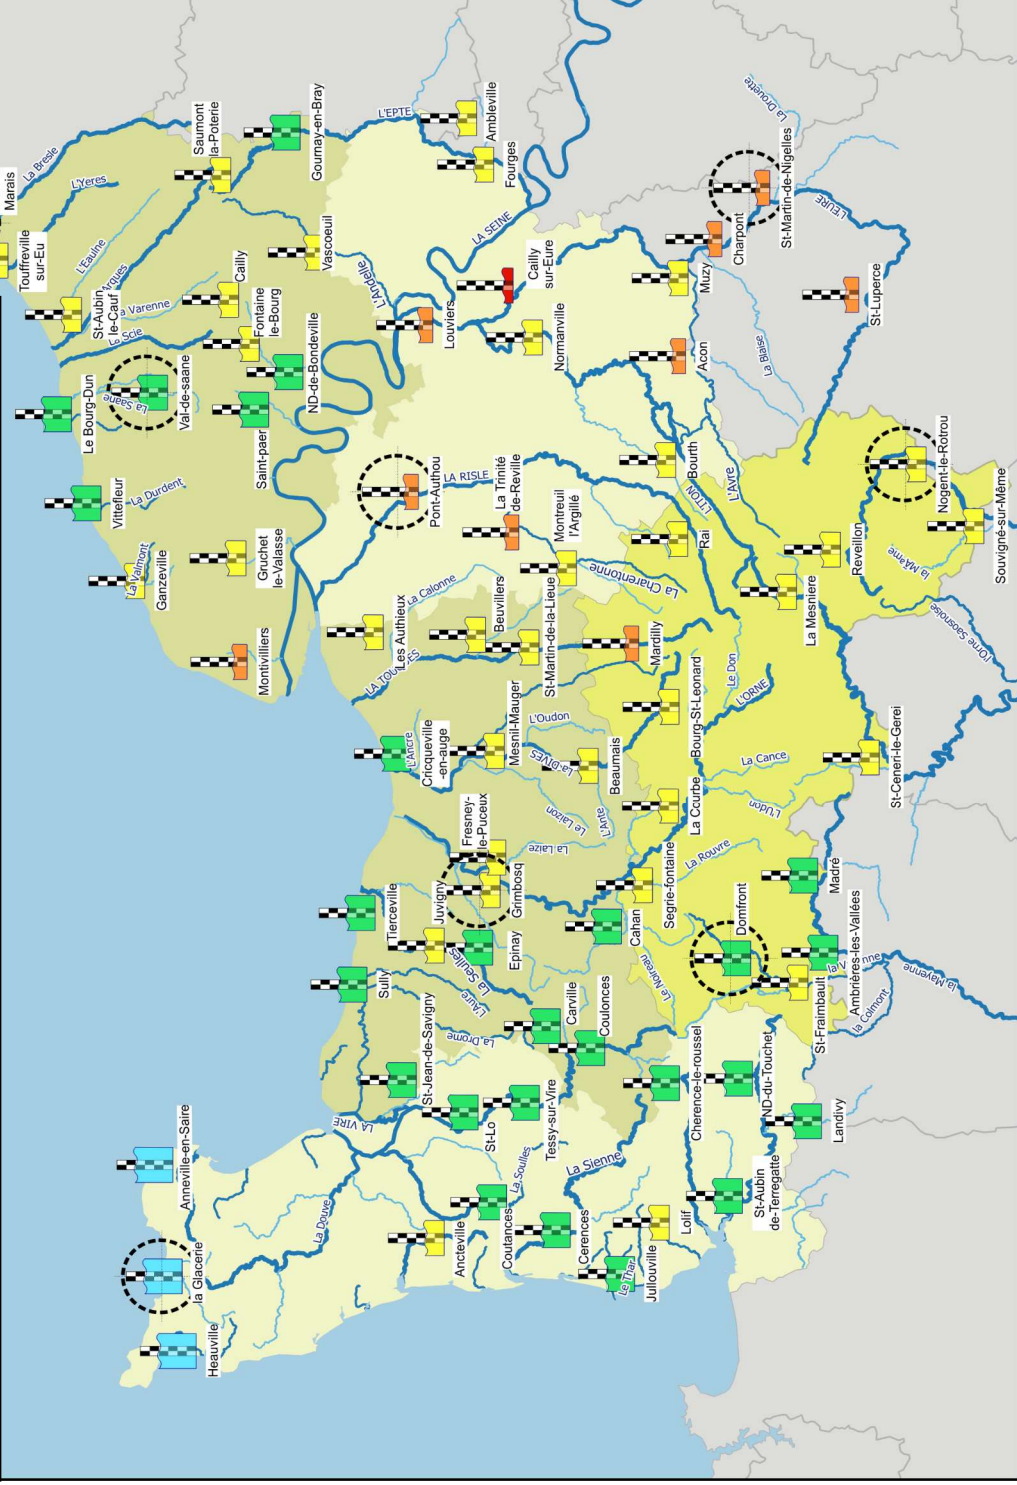 Marais
Touffreville
sur-Eu
La Bresle
L'Yeres
L'Eaulne
Arques
St-Aubin
le-Cauf
La Varenne
La Scie
Le Bourg-Dun
La Saane
Val-de-saane
Vittefleur
La Durdent
La Valmont
Ganzeville
Saumont
la-Poterie
Cailly
Fontaine
le-Bourg
ND-de-Bondeville
Saint-paer
Gruchet
le-Valasse
Montivilliers
Gournay-en-Bray
Vascoeuil
L'Andelle
L'EPTE
Ambleville
Fourges
LA SEINE
Louviers
Cailly
sur-Eure
Normanville
Pont-Authou
LA RISLE
La Trinité
de-Reville
Montreuil
l'Argillé
La Charentonne
Les Authieux
La Calonne
Beuvillers
LA TOUQUES
St-Martin-de-la-Lieue
Mardilly
Cricqueville
-en-auge
L'Ancre
Mesnil-Mauger
L'Oudon
La DIVES
Beaumais
Le Laizon
L'Ante
La Laize
Fresney-
le-Puceux
Grimbosq
Juvigny
Tierceville
Epinay
La Seulles
L'Aure
Sully
La Drome
Carville
Coulonces
Cahan
Le Noireau
St-Jean-de-Savigny
LA VIRE
St-Lo
Tessy-sur-Vire
Anneville-en-Saire
la Glacerie
Heauville
La Douve
Ancteville
Coutances
La Soulles
Cerences
La Sienne
Le Thar
Jullouville
Lolif
St-Aubin
de-Terregatte
Cherence-le-roussel
ND-du-Touchet
Landivy
Domfront
St-Fraimbault
Ambrières-les-Vallées
la Mayenne
la Colmont
Madré
Segrie-fontaine
La Rouvre
La Courbe
L'Udon
La Cance
Bourg-St-Leonard
Le Don
L'ORNE
St-Ceneri-le-Gerei
l'Orne Saosnoise
La Mesniere
Reveillon
la MÃªme
Souvigné-sur-Même
Nogent-le-Rotrou
Rai
L'ITON
L'Avre
Bourth
Acon
La Blaise
Muzy
Charpont
St-Martin-de-Nigelles
La Drouette
L'EURE
St-Luperce